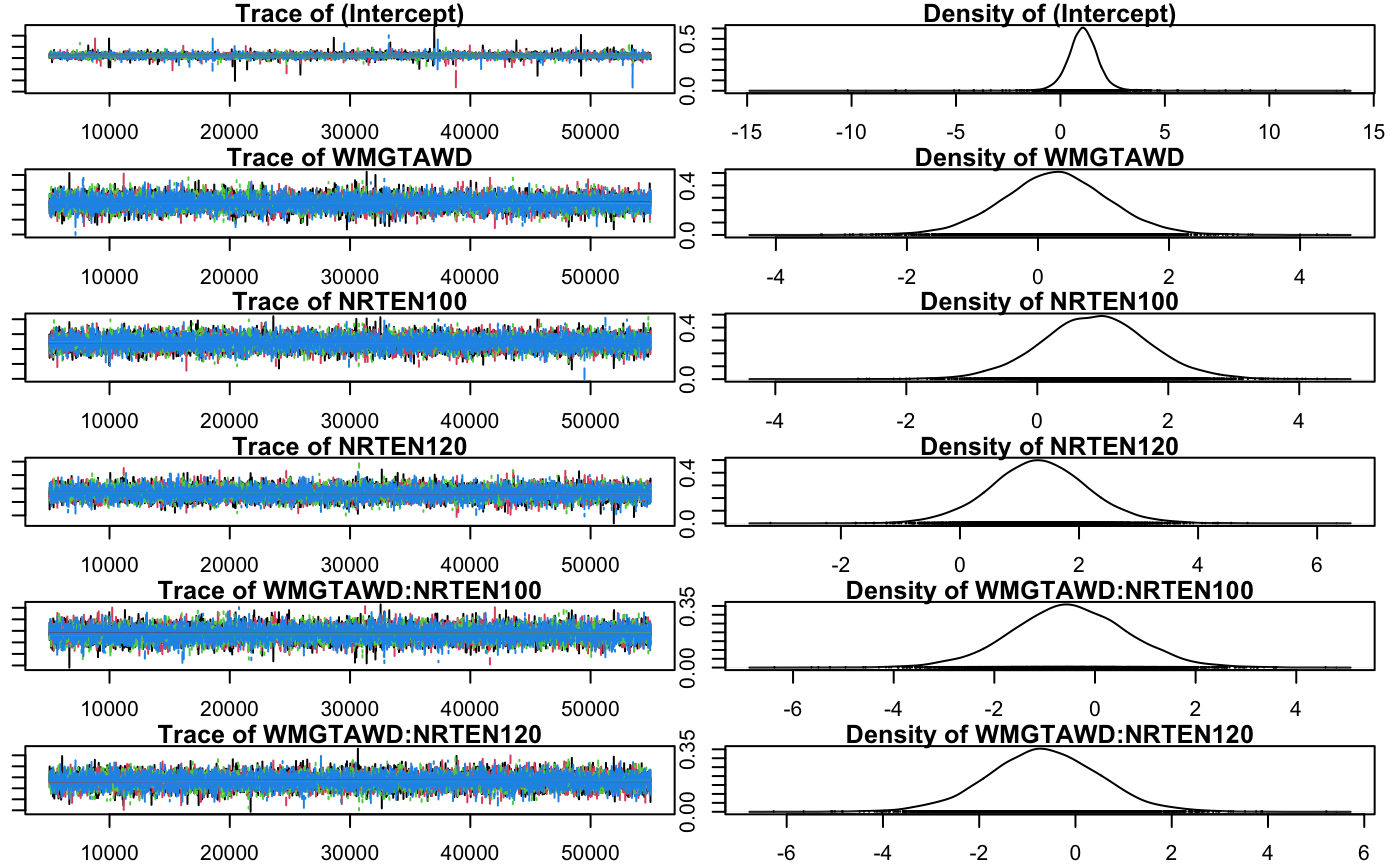 Trace of (Intercept) Density of (Intercept)
0.0 0.5
10000 20000 30000 40000 50000 -15 -10 -5 0 5 10 15
Trace of WMGTAWD Density of WMGTAWD
0.0 0.4
10000 20000 30000 40000 50000 -4 -2 0 2 4
Trace of NRTEN100 Density of NRTEN100
0.0 0.4
10000 20000 30000 40000 50000 -4 -2 0 2 4
Trace of NRTEN120 Density of NRTEN120
0.0 0.4
10000 20000 30000 40000 50000 -2 0 2 4 6
Trace of WMGTAWD:NRTEN100 Density of WMGTAWD:NRTEN100
0.00 0.35
10000 20000 30000 40000 50000 -6 -4 -2 0 2 4
Trace of WMGTAWD:NRTEN120 Density of WMGTAWD:NRTEN120
0.00 0.35
10000 20000 30000 40000 50000 -6 -4 -2 0 2 4 6